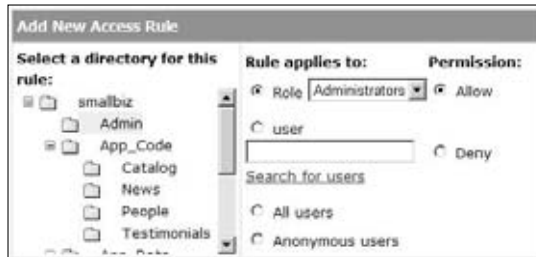 Add New Access Rule
Select a directory for this rule:
smallbiz
Admin
App_Code
Catalog
News
People
Testimonials
Rule applies to:
Role Administrators
user
Search for users
All users
Anonymous users
Permission:
Allow
Deny